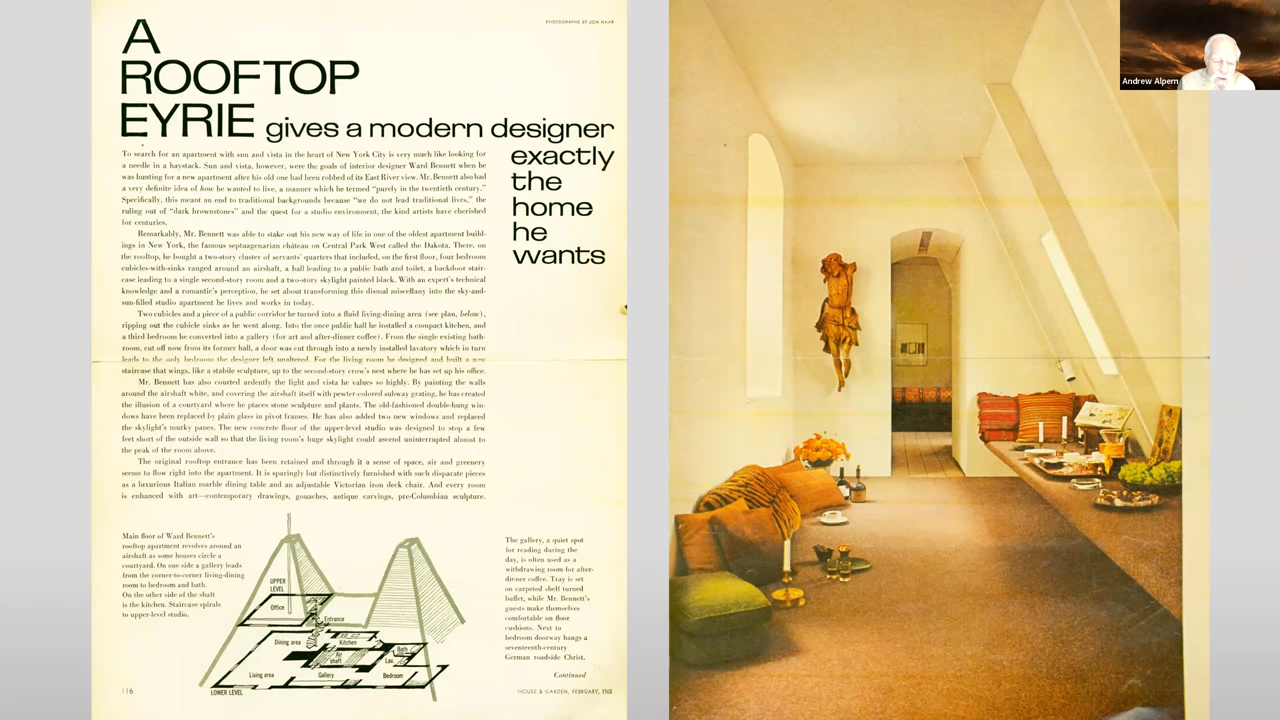 PHOTOGRAPHS BY JON NAAR
A
ROOFTOP
EYRIE gives a modern designer
exactly
the
home
he
wants
To search for an apartment with sun and vista in the heart of New York City is very much like looking for
a needle in a haystack. Sun and vista, however, were the goals of interior designer Ward Bennett when he
was hunting for a new apartment after his old one had been robbed of its East River view. Mr. Bennett also had
a very definite idea of how he wanted to live, a manner which he termed “purely in the twentieth century.”
Specifically, this meant an end to traditional backgrounds because “we do not lead traditional lives,” the
ruling out of “dark brownstones” and the quest for a studio environment, the kind artists have cherished
for centuries.
Remarkably, Mr. Bennett was able to stake out his new way of life in one of the oldest apartment build-
ings in New York, the famous septuagenarian château on Central Park West called the Dakota. There, on
the rooftop, he bought a two-story cluster of servants’ quarters that included, on the first floor, four bedroom
cubicles-with-sinks ranged around an airshaft, a hall leading to a public bath and toilet, a backdoor stair-
case leading to a single second-story room and a two-story skylight painted black. With an expert’s technical
knowledge and a romantic’s perception, he set about transforming this dismal miscellany into the sky-and-
sun-filled studio apartment he lives and works in today.
Two cubicles and a piece of a public corridor he turned into a fluid living-dining area (see plan, below),
ripping out the cubicle sinks as he went along. Into the once public hall he installed a compact kitchen, and
a third bedroom he converted into a gallery (for art and after-dinner coffee). From the single existing bath-
room, cut off now from its former hall, a door was cut through into a newly installed lavatory which in turn
leads to the only bedroom the designer left unaltered. For the living room he designed and built a new
staircase that wings, like a stabile sculpture, up to the second-story crow’s nest where he has set up his office.
Mr. Bennett has also courted ardently the light and vista he values so highly. By painting the walls
around the airshaft white, and covering the airshaft itself with pewter-colored subway grating, he has created
the illusion of a courtyard where he places stone sculpture and plants. The old-fashioned double-hung win-
dows have been replaced by plain glass in pivot frames. He has also added two new windows and replaced
the skylight’s murky panes. The new concrete floor of the upper-level studio was designed to stop a few
feet short of the outside wall so that the living room’s huge skylight could ascend uninterrupted almost to
the peak of the room above.
The original rooftop entrance has been retained and through it a sense of space, air and greenery
seems to flow right into the apartment. It is sparingly but distinctively furnished with such disparate pieces
as a luxurious Italian marble dining table and an adjustable Victorian iron deck chair. And every room
is enhanced with art—contemporary drawings, gouaches, antique carvings, pre-Columbian sculpture.
Main floor of Ward Bennett’s
rooftop apartment revolves around an
airshaft as some houses circle a
courtyard. On one side a gallery leads
from the corner-to-corner living-dining
room to bedroom and bath.
On the other side of the shaft
is the kitchen. Staircase spirals
to upper-level studio.
UPPER
LEVEL
Office
Entrance
Dining area
Kitchen
Air
shaft
Bath
Lav.
Living area
Gallery
Bedroom
LOWER LEVEL
The gallery, a quiet spot
for reading during the
day, is often used as a
withdrawing room for after-
dinner coffee. Tray is set
on carpeted shelf turned
buffet, while Mr. Bennett’s
guests make themselves
comfortable on floor
cushions. Next to
bedroom doorway hangs a
seventeenth-century
German roadside Christ.
Continued
116
HOUSE & GARDEN, FEBRUARY, 1965
Andrew Alpern